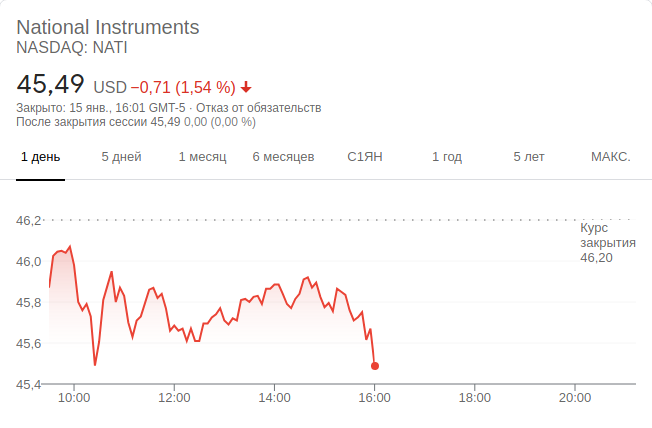 National Instruments
NASDAQ: NATI
45,49 USD −0,71 (1,54 %)
Закрыто: 15 янв., 16:01 GMT-5 · Отказ от обязательств
После закрытия сессии 45,49 0,00 (0,00 %)
1 день 5 дней 1 месяц 6 месяцев С1ЯН 1 год 5 лет МАКС.
46,2
Курс
закрытия
46,20
46,0
45,8
45,6
45,4
10:00 12:00 14:00 16:00 18:00 20:00